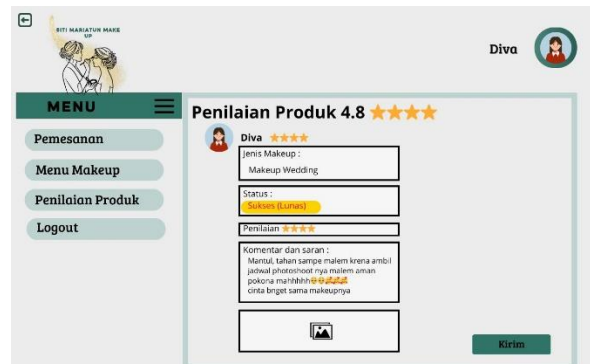 SITI MARIATUN MAKE
UP
Diva
MENU
Pemesanan
Menu Makeup
Penilaian Produk
Logout
Penilaian Produk 4.8 ⭐⭐⭐⭐
Diva ⭐⭐⭐⭐
Jenis Makeup :
Makeup Wedding
Status :
Sukses (Lunas)
Penilaian ⭐⭐⭐⭐
Komentar dan saran :
Mantul, tahan sampe malem krena ambil
jadwal photoshoot nya malem aman
pokona mahhhhh
cinta bnget sama makeupnya
Kirim